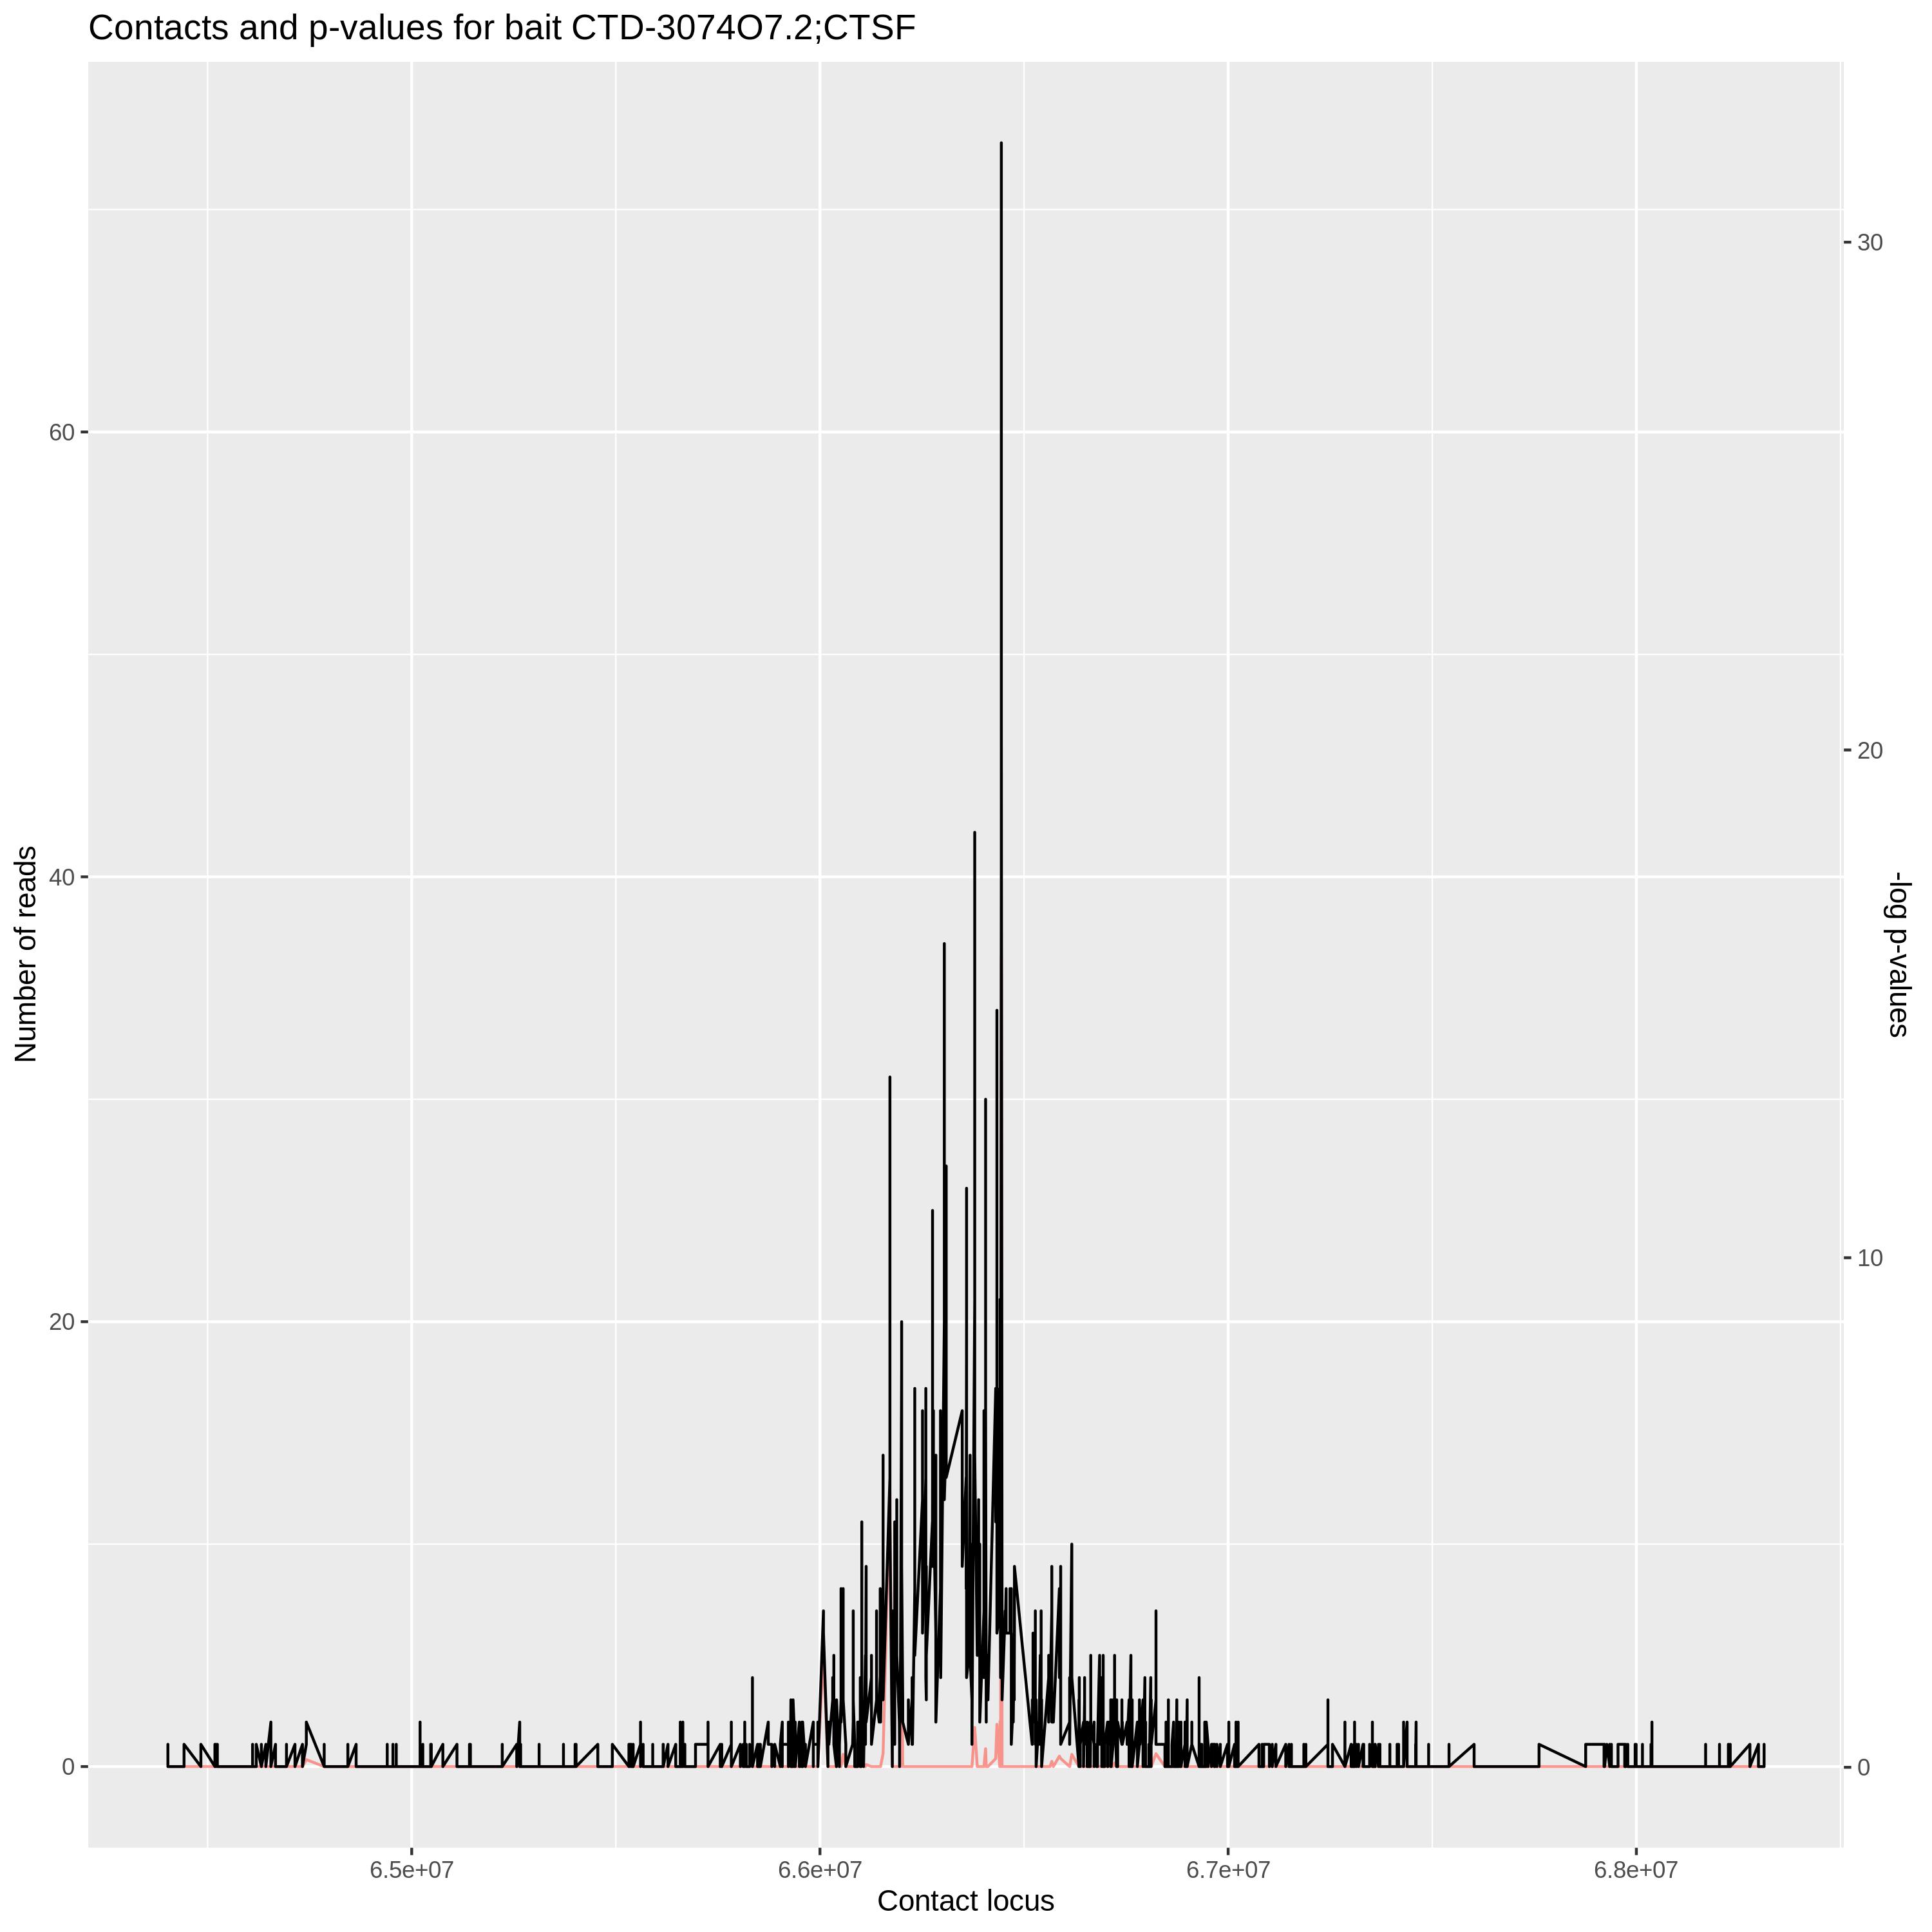 Contacts and p-values for bait CTD-3074O7.2;CTSF
Number of reads
60
40
20
0
30
20
10
0
-log p-values
6.5e+07
6.6e+07
6.7e+07
6.8e+07
Contact locus